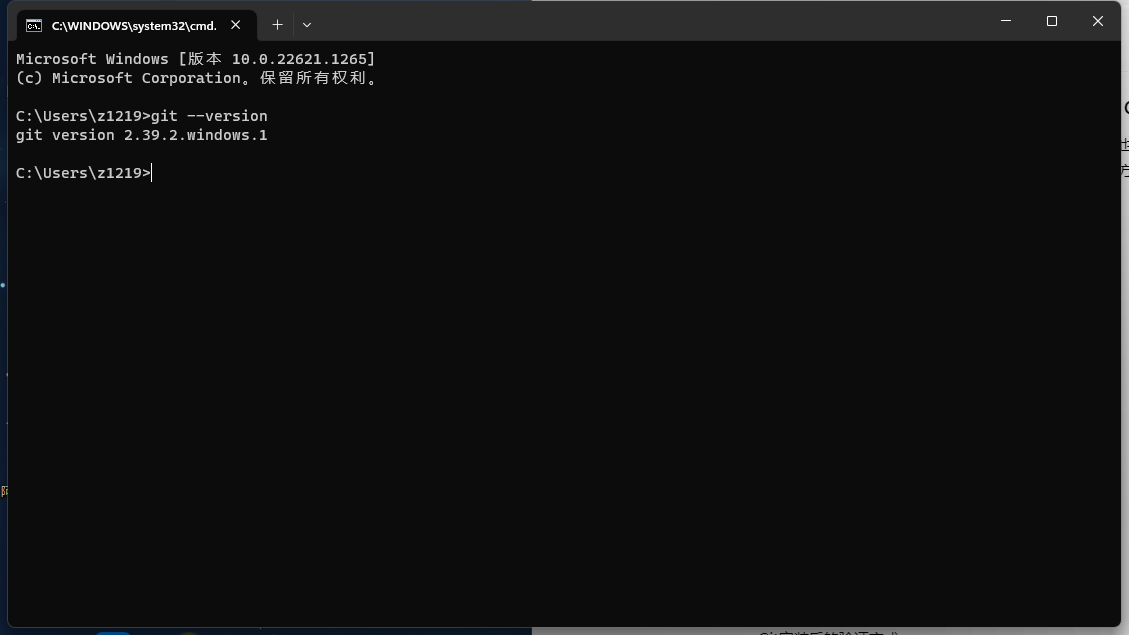 C:\WINDOWS\system32\cmd.
Microsoft Windows [版本 10.0.22621.1265]
(c) Microsoft Corporation。保留所有权利。
C:\Users\z1219>git --version
git version 2.39.2.windows.1
C:\Users\z1219>